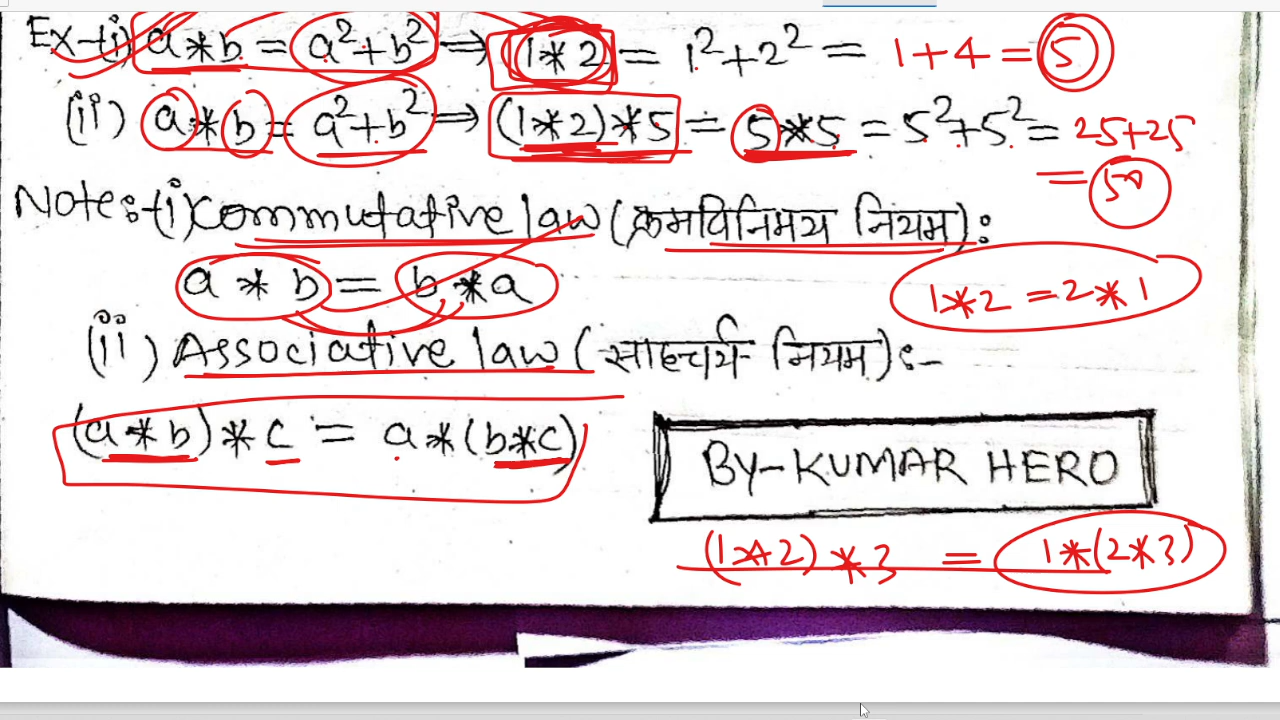 Ex-(i) a*b = a²+b² ⇒ 1*2 = 1²+2² = 1+4 = 5
(ii) a*b = a²+b² ⇒ (1*2)*5 = 5*5 = 5²+5² = 25+25
= 50
Note:-(i) Commutative law (क्रमविनिमय नियम):
a * b = b *a
1*2 = 2*1
(ii) Associative law (साहचर्य नियम):-
(a*b)*c = a*(b*c)
BY-KUMAR HERO
(1*2)*3 = 1*(2*3)